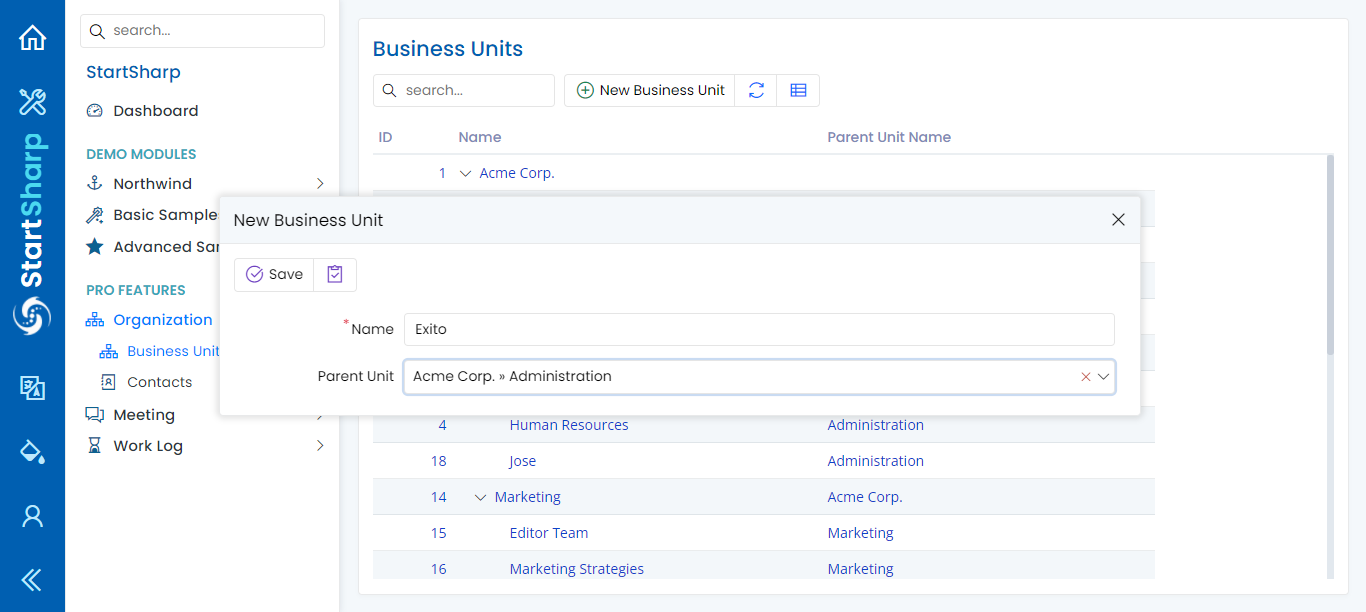 StartSharp
search...
StartSharp
Dashboard
DEMO MODULES
Northwind
Basic Sample
Advanced Sa
PRO FEATURES
Organization
Business Unit
Contacts
Meeting
Work Log
Business Units
search...
New Business Unit
ID Name Parent Unit Name
1 Acme Corp.
New Business Unit
Save
* Name Exito
Parent Unit Acme Corp. » Administration
4 Human Resources Administration
18 Jose Administration
14 Marketing Acme Corp.
15 Editor Team Marketing
16 Marketing Strategies Marketing